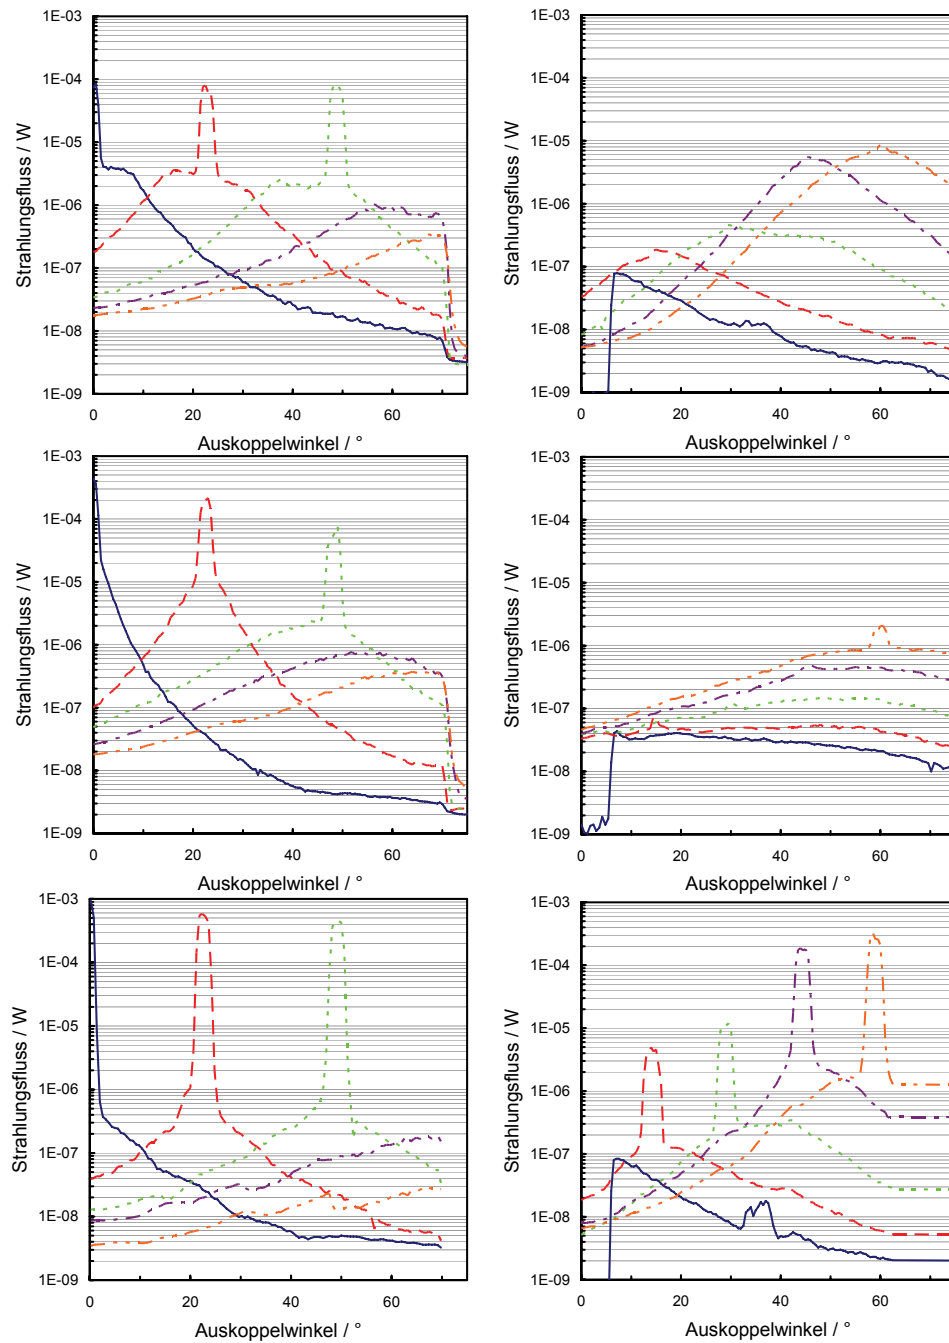 1E-03
1E-04
1E-05
1E-06
1E-07
1E-08
1E-09
Strahlungsfluss / W
0 20 40 60
Auskoppelwinkel / °
1E-03
1E-04
1E-05
1E-06
1E-07
1E-08
1E-09
Strahlungsfluss / W
0 20 40 60
Auskoppelwinkel / °
1E-03
1E-04
1E-05
1E-06
1E-07
1E-08
1E-09
Strahlungsfluss / W
0 20 40 60
Auskoppelwinkel / °
1E-03
1E-04
1E-05
1E-06
1E-07
1E-08
1E-09
Strahlungsfluss / W
0 20 40 60
Auskoppelwinkel / °
1E-03
1E-04
1E-05
1E-06
1E-07
1E-08
1E-09
Strahlungsfluss / W
0 20 40 60
Auskoppelwinkel / °
1E-03
1E-04
1E-05
1E-06
1E-07
1E-08
1E-09
Strahlungsfluss / W
0 20 40 60
Auskoppelwinkel / °